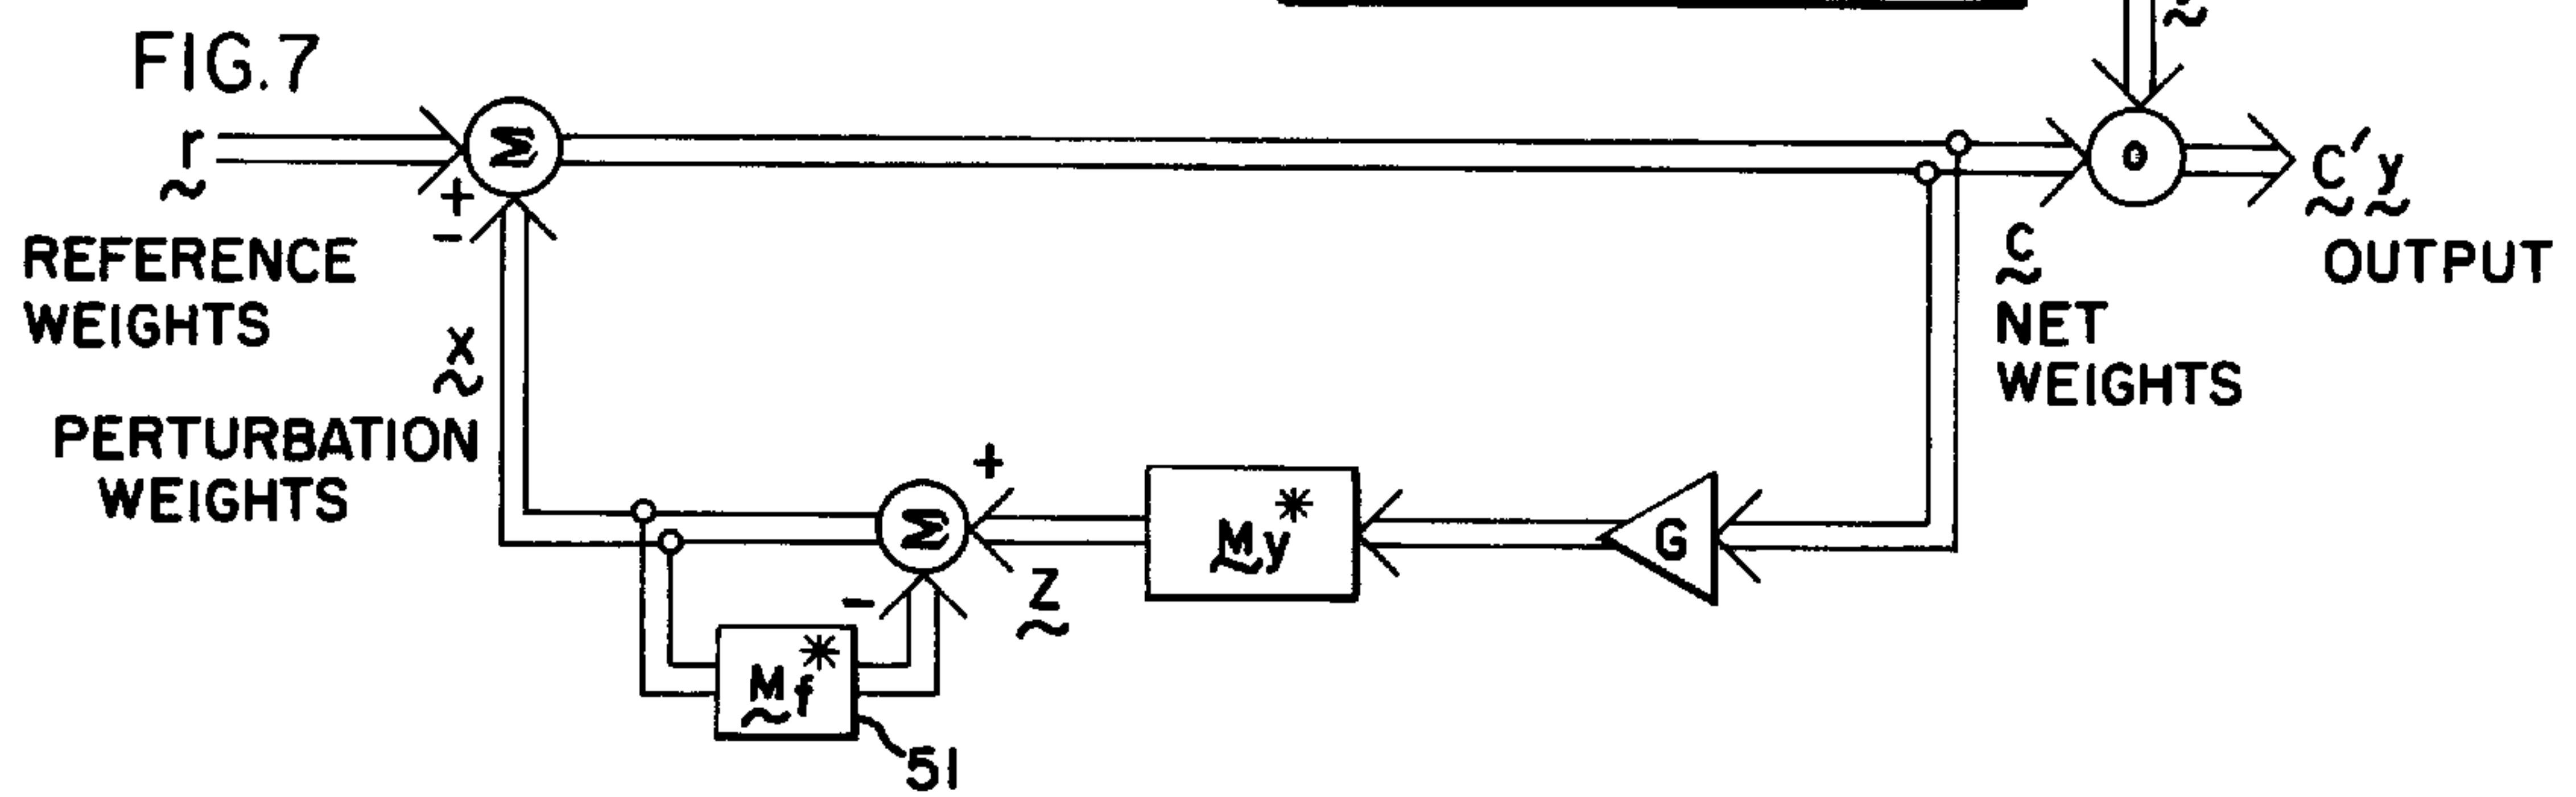 FIG.7
r
Σ
+
-
REFERENCE
WEIGHTS
x
PERTURBATION
WEIGHTS
o
C'y
OUTPUT
C
NET
WEIGHTS
Σ
+
-
Z
My*
G
Mf*
51